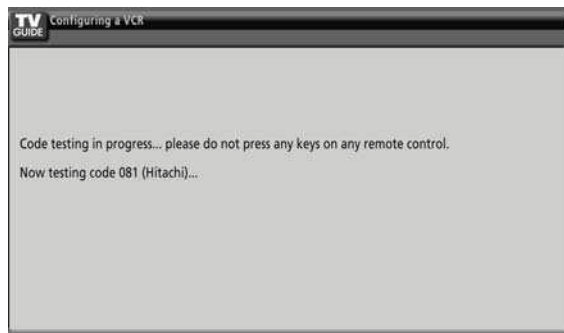 TV
GUIDE
Configuring a VCR
Code testing in progress... please do not press any keys on any remote control.
Now testing code 081 (Hitachi)...